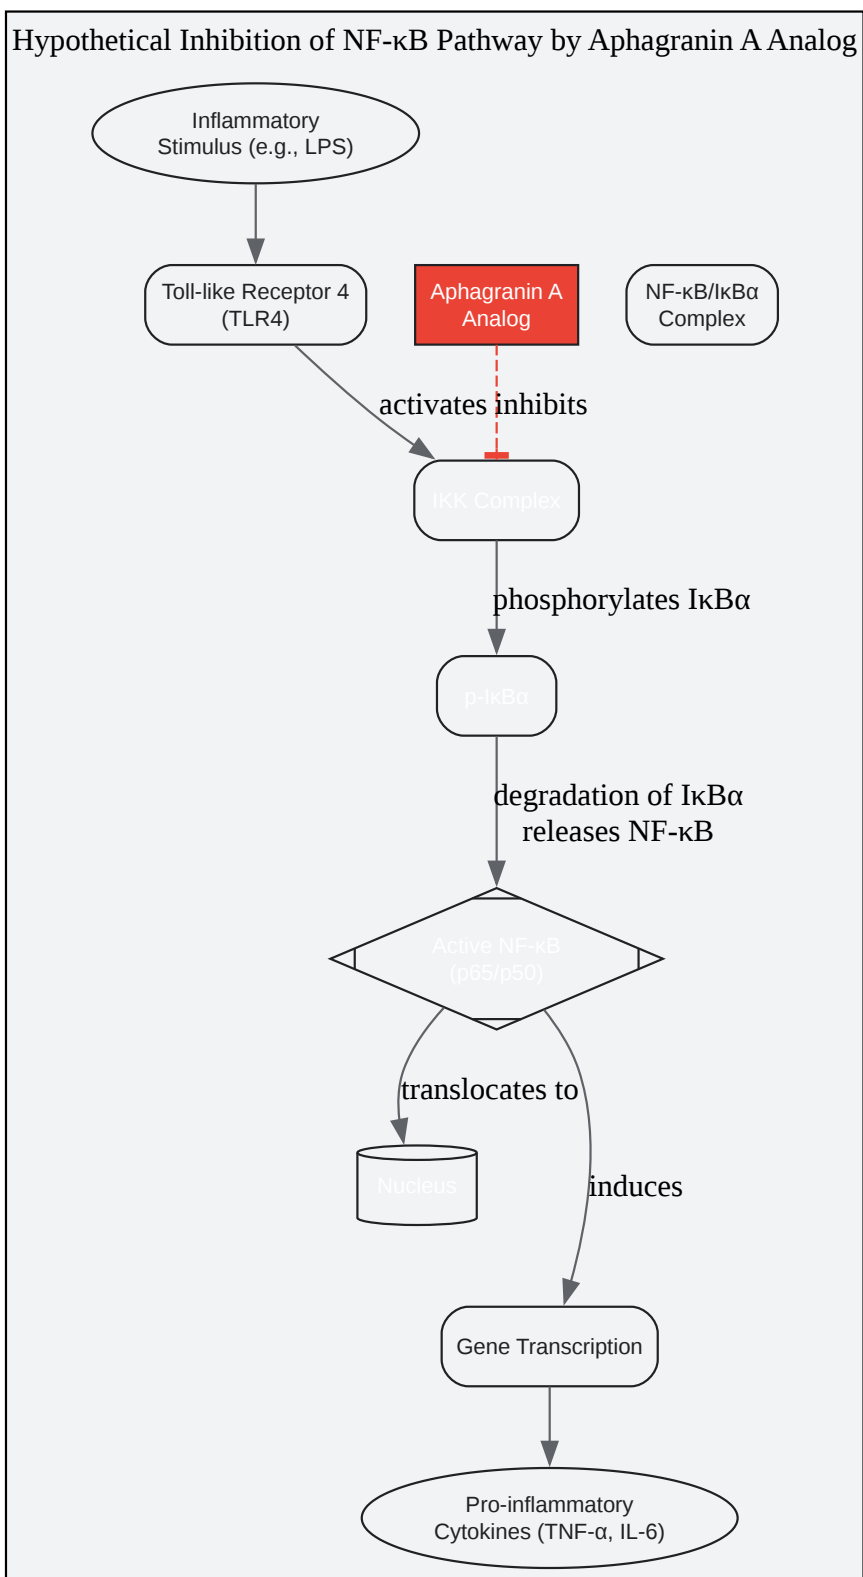 Hypothetical Inhibition of NF-κB Pathway by Aphagranin A Analog
Inflammatory
Stimulus (e.g., LPS)
Toll-like Receptor 4
(TLR4)
Aphagranin A
Analog
NF-κB/IκBα
Complex
activates
inhibits
IKK Complex
phosphorylates IκBα
p-IκBα
degradation of IκBα
releases NF-κB
Active NF-κB
(p65/p50)
translocates to
Nucleus
induces
Gene Transcription
Pro-inflammatory
Cytokines (TNF-α, IL-6)